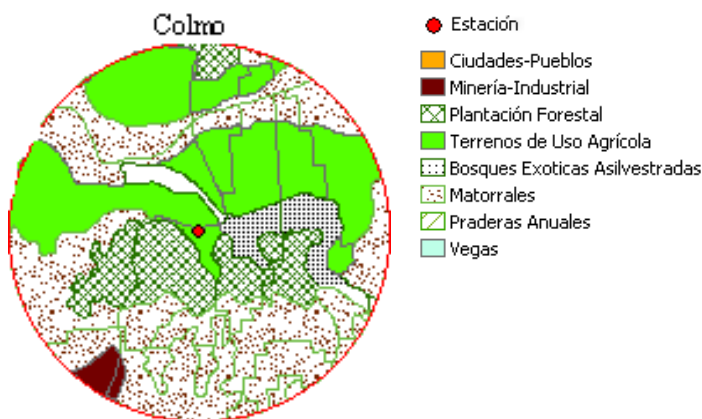 Colmo
Estación
Ciudades-Pueblos
Minería-Industrial
Plantación Forestal
Terrenos de Uso Agrícola
Bosques Exoticas Asilvestradas
Matorrales
Praderas Anuales
Vegas